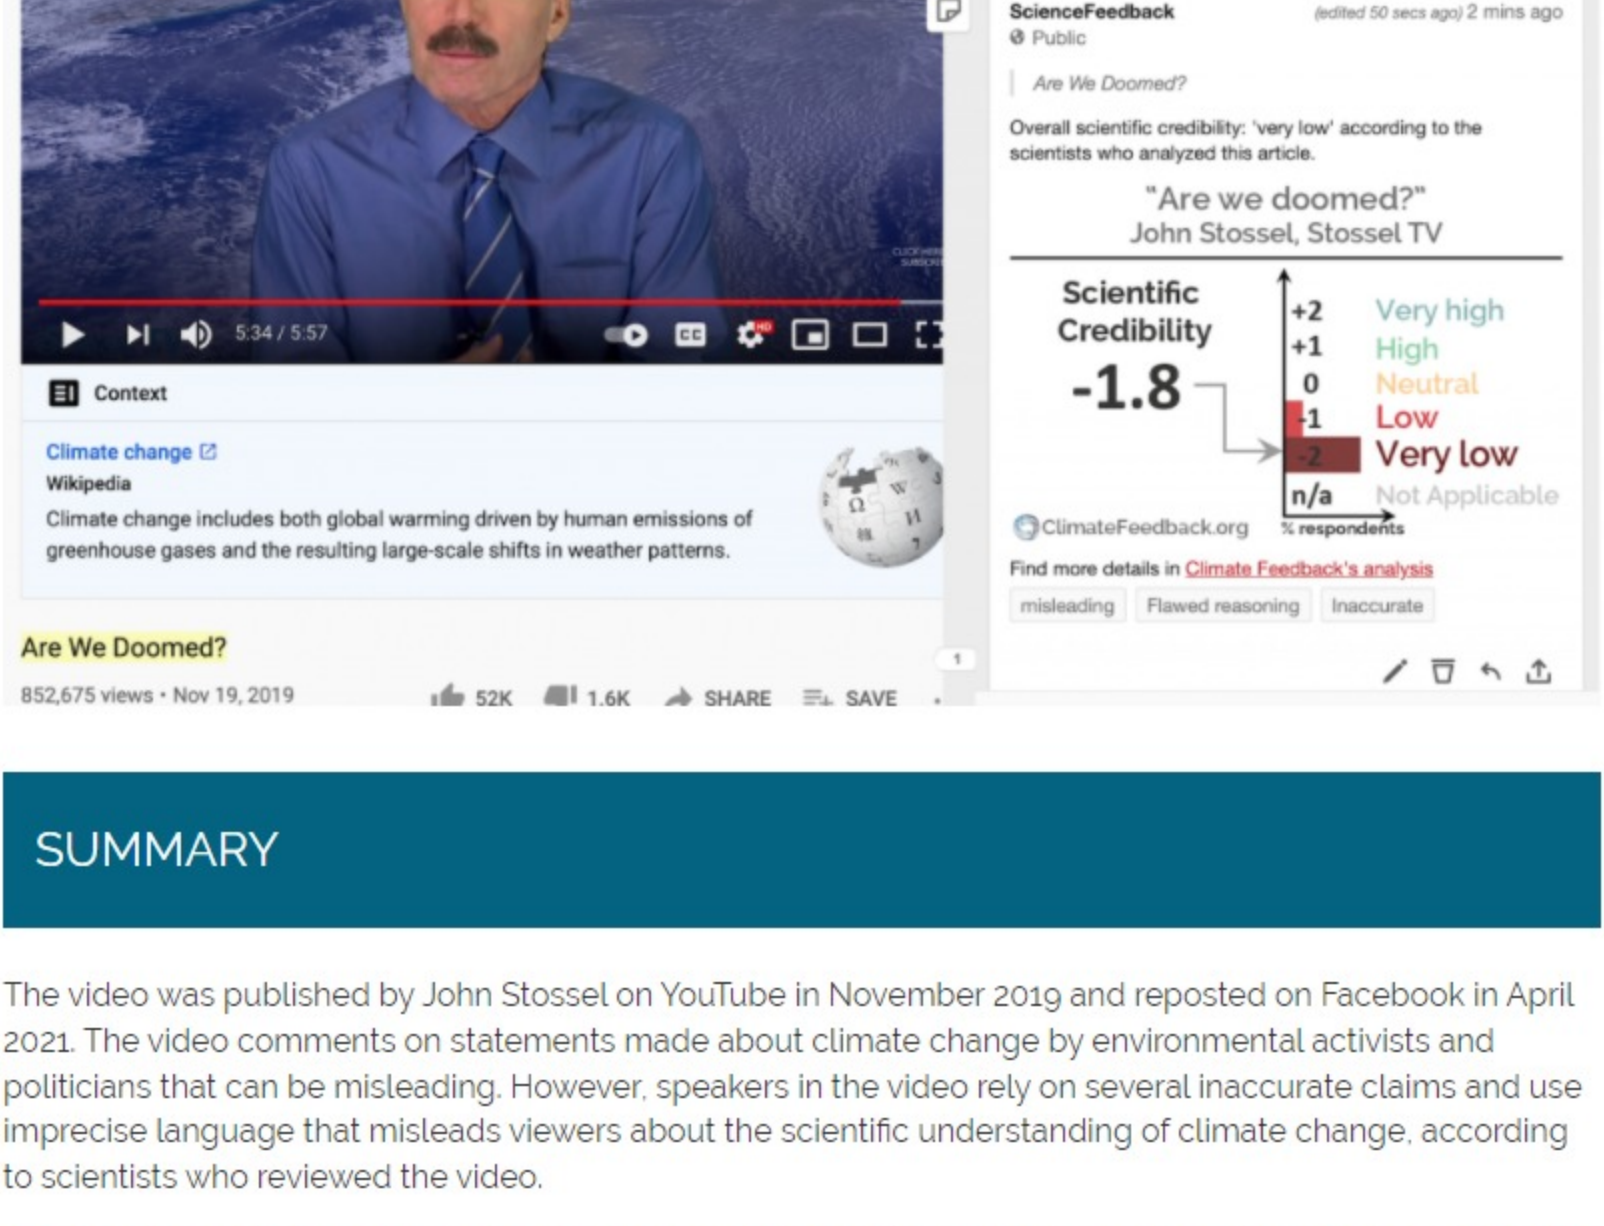 ScienceFeedback (edited 50 secs ago) 2 mins ago
Public
Are We Doomed?
Overall scientific credibility: 'very low' according to the
scientists who analyzed this article.
"Are we doomed?"
John Stossel, Stossel TV
Scientific
Credibility
-1.8
+2 Very high
+1 High
0 Neutral
-1 Low
-2 Very low
n/a Not Applicable
ClimateFeedback.org % respondents
Find more details in Climate Feedback's analysis
misleading Flawed reasoning Inaccurate
1
5:34 / 5:57 CC HD
Context
Climate change
Wikipedia
Climate change includes both global warming driven by human emissions of
greenhouse gases and the resulting large-scale shifts in weather patterns.
Are We Doomed?
852,675 views • Nov 19, 2019 52K 1.6K SHARE SAVE
SUMMARY
The video was published by John Stossel on YouTube in November 2019 and reposted on Facebook in April
2021. The video comments on statements made about climate change by environmental activists and
politicians that can be misleading. However, speakers in the video rely on several inaccurate claims and use
imprecise language that misleads viewers about the scientific understanding of climate change, according
to scientists who reviewed the video.